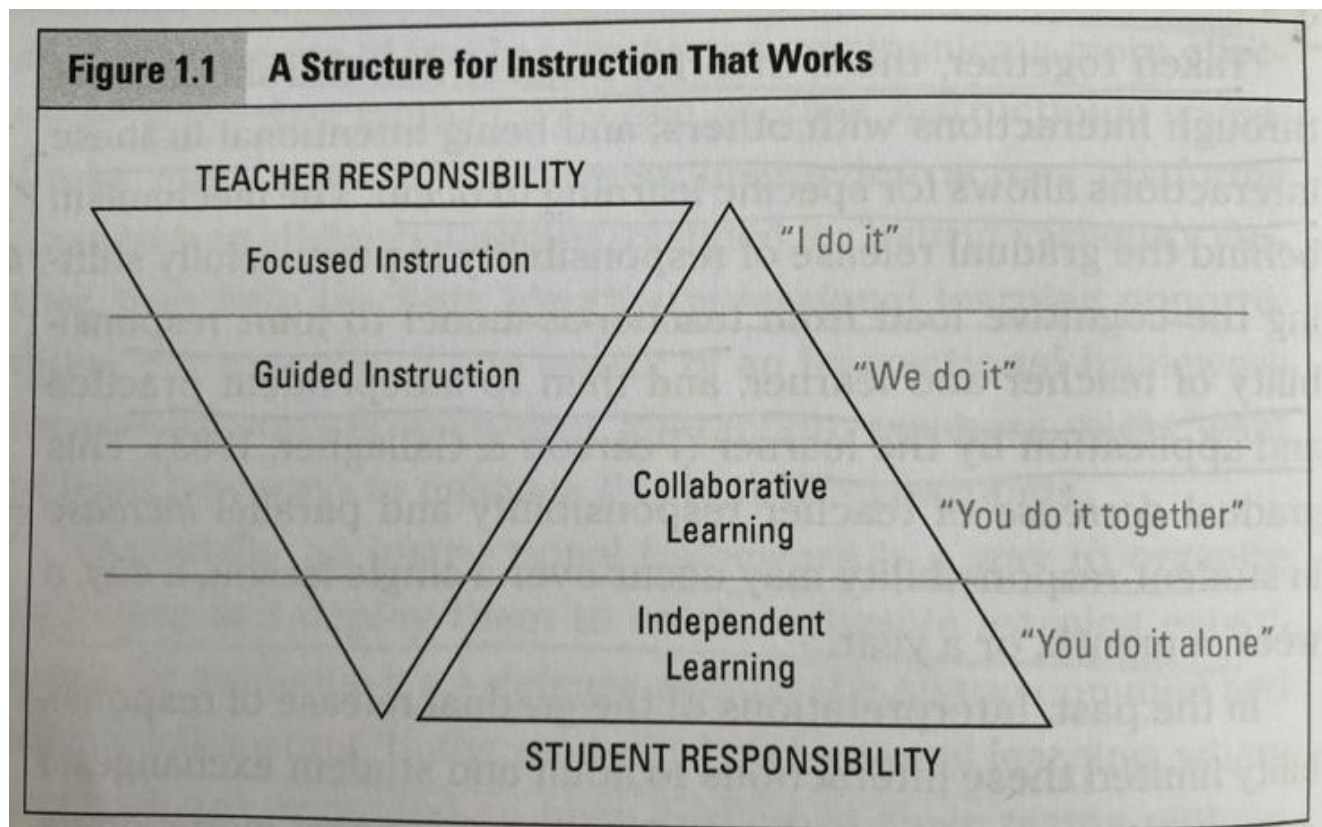 Figure 1.1 A Structure for Instruction That Works
TEACHER RESPONSIBILITY
Focused Instruction
"I do it"
Guided Instruction
"We do it"
Collaborative
Learning
"You do it together"
Independent
Learning
"You do it alone"
STUDENT RESPONSIBILITY